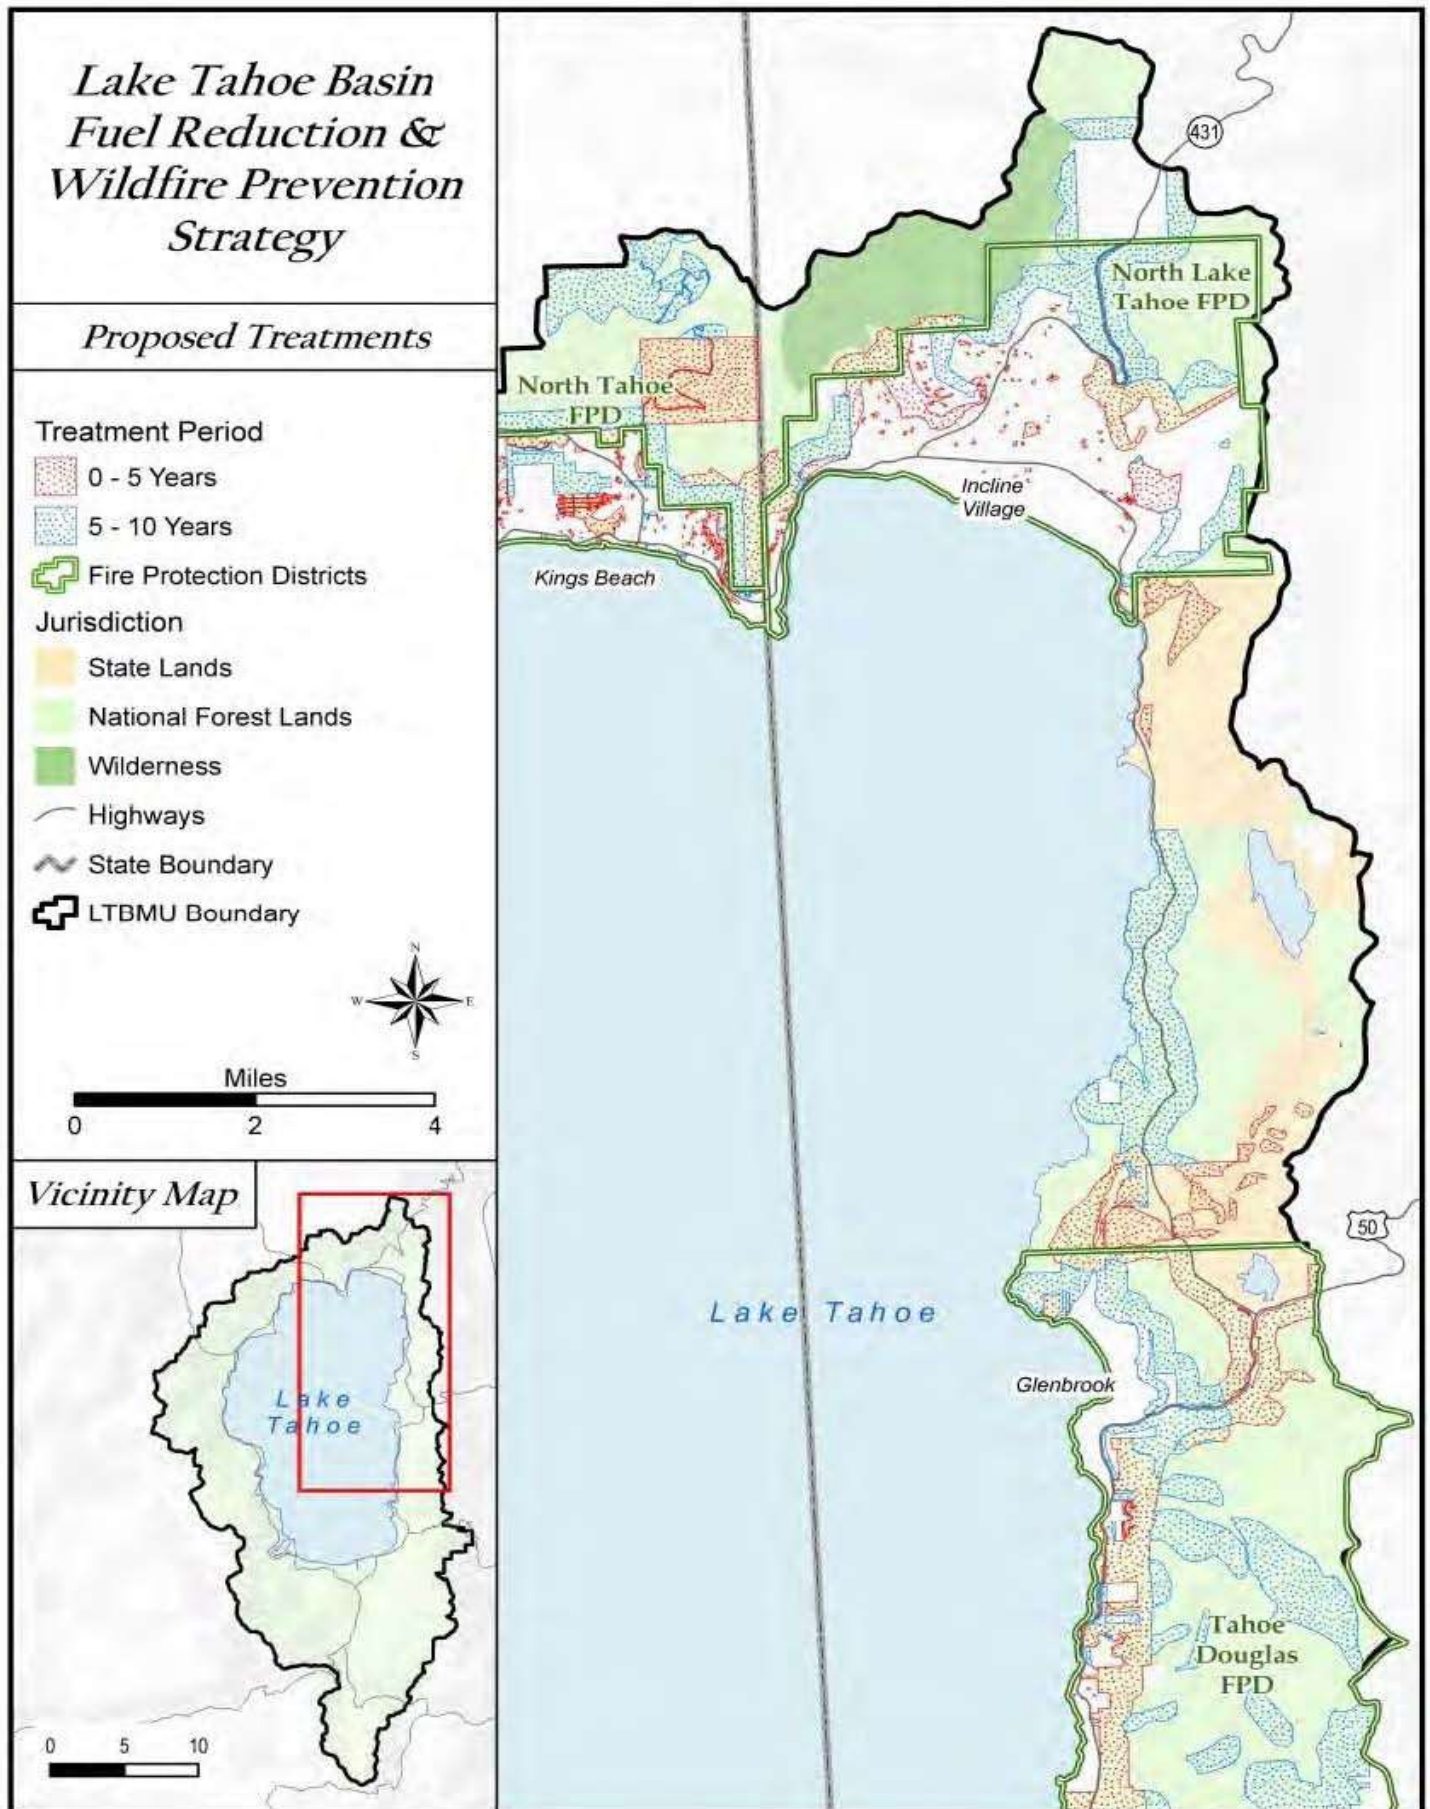 Lake Tahoe Basin
Fuel Reduction &
Wildfire Prevention
Strategy
Proposed Treatments
Treatment Period
0 - 5 Years
5 - 10 Years
Fire Protection Districts
Jurisdiction
State Lands
National Forest Lands
Wilderness
Highways
State Boundary
LTBMU Boundary
N
W E
S
Miles
0 2 4
Vicinity Map
Lake
Tahoe
0 5 10
431
North Lake
Tahoe FPD
North Tahoe
FPD
Incline
Village
Kings Beach
50
Lake Tahoe
Glenbrook
Tahoe
Douglas
FPD